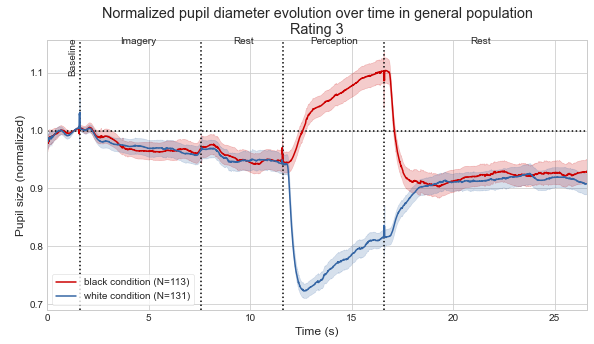 Normalized pupil diameter evolution over time in general population
Rating 3
Baseline
Imagery
Rest
Perception
Rest
1.1
1.0
0.9
0.8
0.7
Pupil size (normalized)
black condition (N=113)
white condition (N=131)
0
5
10
15
20
25
Time (s)